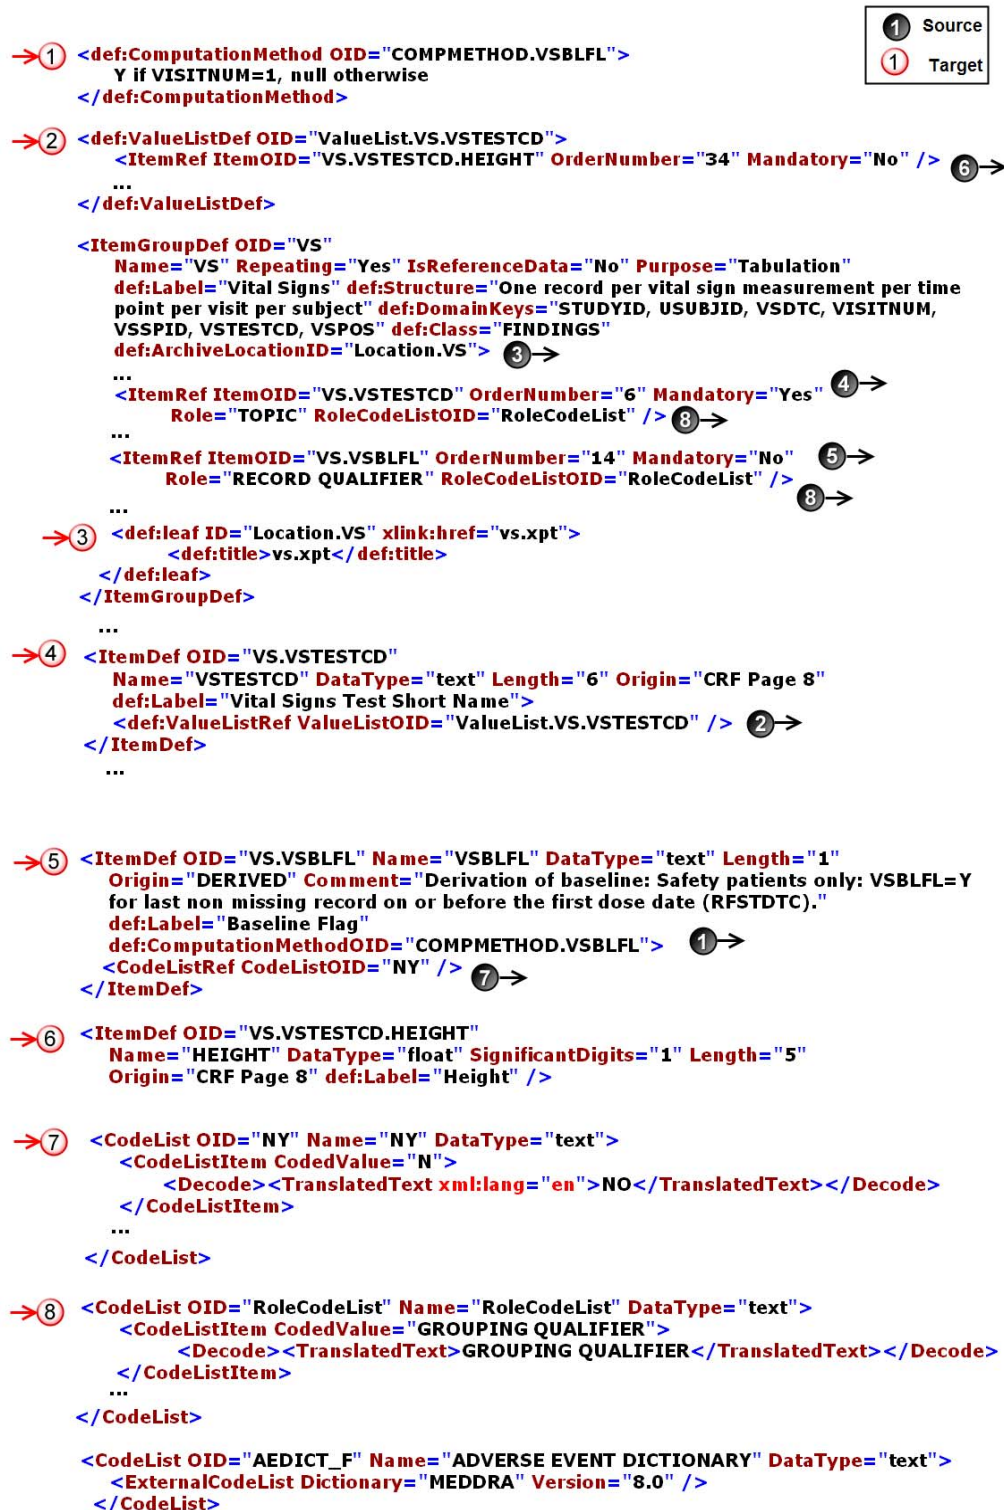 1 Source
1 Target
1 <def:ComputationMethod OID="COMPMETHOD.VSBLFL">
Y if VISITNUM=1, null otherwise
</def:ComputationMethod>
2 <def:ValueListDef OID="ValueList.VS.VSTESTCD">
<ItemRef ItemOID="VS.VSTESTCD.HEIGHT" OrderNumber="34" Mandatory="No" /> 6
...
</def:ValueListDef>
<ItemGroupDef OID="VS"
Name="VS" Repeating="Yes" IsReferenceData="No" Purpose="Tabulation"
def:Label="Vital Signs" def:Structure="One record per vital sign measurement per time
point per visit per subject" def:DomainKeys="STUDYID, USUBJID, VSDTC, VISITNUM,
VSSPID, VSTESTCD, VSPOS" def:Class="FINDINGS"
def:ArchiveLocationID="Location.VS"> 3
...
<ItemRef ItemOID="VS.VSTESTCD" OrderNumber="6" Mandatory="Yes" 4
Role="TOPIC" RoleCodeListOID="RoleCodeList" /> 8
...
<ItemRef ItemOID="VS.VSBLFL" OrderNumber="14" Mandatory="No" 5
Role="RECORD QUALIFIER" RoleCodeListOID="RoleCodeList" />
8
...
3 <def:leaf ID="Location.VS" xlink:href="vs.xpt">
<def:title>vs.xpt</def:title>
</def:leaf>
</ItemGroupDef>
...
4 <ItemDef OID="VS.VSTESTCD"
Name="VSTESTCD" DataType="text" Length="6" Origin="CRF Page 8"
def:Label="Vital Signs Test Short Name">
<def:ValueListRef ValueListOID="ValueList.VS.VSTESTCD" /> 2
</ItemDef>
...
5 <ItemDef OID="VS.VSBLFL" Name="VSBLFL" DataType="text" Length="1"
Origin="DERIVED" Comment="Derivation of baseline: Safety patients only: VSBLFL=Y
for last non missing record on or before the first dose date (RFSTDTC)."
def:Label="Baseline Flag"
def:ComputationMethodOID="COMPMETHOD.VSBLFL"> 1
<CodeListRef CodeListOID="NY" /> 7
</ItemDef>
6 <ItemDef OID="VS.VSTESTCD.HEIGHT"
Name="HEIGHT" DataType="float" SignificantDigits="1" Length="5"
Origin="CRF Page 8" def:Label="Height" />
7 <CodeList OID="NY" Name="NY" DataType="text">
<CodeListItem CodedValue="N">
<Decode><TranslatedText xml:lang="en">NO</TranslatedText></Decode>
</CodeListItem>
...
</CodeList>
8 <CodeList OID="RoleCodeList" Name="RoleCodeList" DataType="text">
<CodeListItem CodedValue="GROUPING QUALIFIER">
<Decode><TranslatedText>GROUPING QUALIFIER</TranslatedText></Decode>
</CodeListItem>
...
</CodeList>
<CodeList OID="AEDICT_F" Name="ADVERSE EVENT DICTIONARY" DataType="text">
<ExternalCodeList Dictionary="MEDDRA" Version="8.0" />
</CodeList>